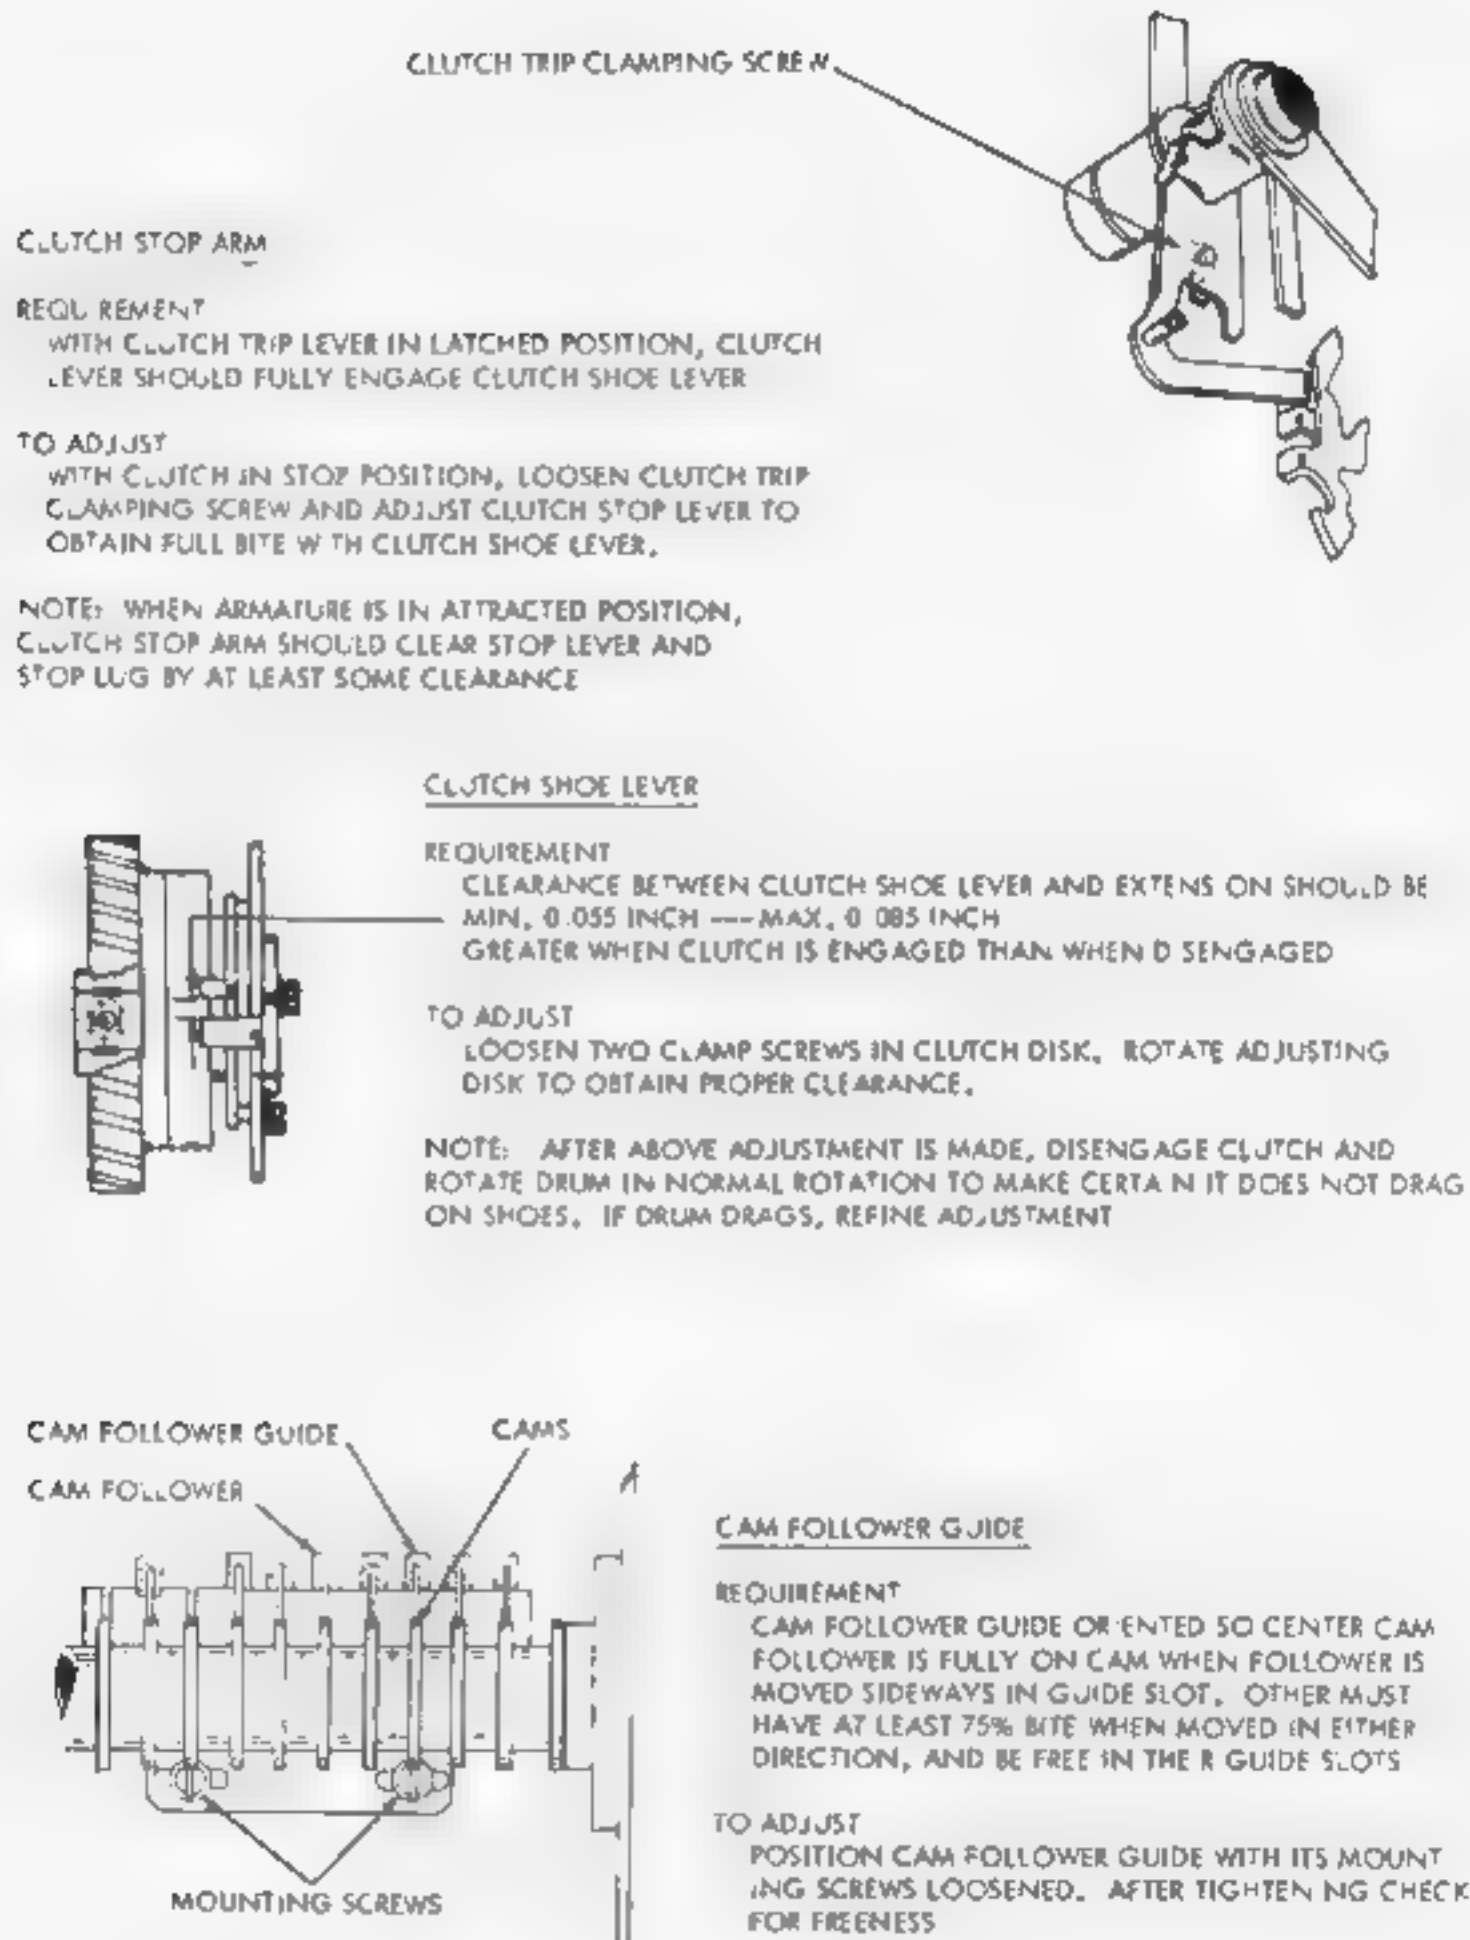 CLUTCH TRIP CLAMPING SCREW
CLUTCH STOP ARM
REQUIREMENT
WITH CLUTCH TRIP LEVER IN LATCHED POSITION, CLUTCH
LEVER SHOULD FULLY ENGAGE CLUTCH SHOE LEVER
TO ADJUST
WITH CLUTCH IN STOP POSITION, LOOSEN CLUTCH TRIP
CLAMPING SCREW AND ADJUST CLUTCH STOP LEVER TO
OBTAIN FULL BITE WITH CLUTCH SHOE LEVER.
NOTE: WHEN ARMATURE IS IN ATTRACTED POSITION,
CLUTCH STOP ARM SHOULD CLEAR STOP LEVER AND
STOP LUG BY AT LEAST SOME CLEARANCE
CLUTCH SHOE LEVER
REQUIREMENT
CLEARANCE BETWEEN CLUTCH SHOE LEVER AND EXTENSION SHOULD BE
MIN. 0.055 INCH --- MAX. 0.085 INCH
GREATER WHEN CLUTCH IS ENGAGED THAN WHEN DISENGAGED
TO ADJUST
LOOSEN TWO CLAMP SCREWS IN CLUTCH DISK. ROTATE ADJUSTING
DISK TO OBTAIN PROPER CLEARANCE.
NOTE: AFTER ABOVE ADJUSTMENT IS MADE, DISENGAGE CLUTCH AND
ROTATE DRUM IN NORMAL ROTATION TO MAKE CERTAIN IT DOES NOT DRAG
ON SHOES. IF DRUM DRAGS, REFINE ADJUSTMENT
CAM FOLLOWER GUIDE
CAMS
CAM FOLLOWER
MOUNTING SCREWS
CAM FOLLOWER GUIDE
REQUIREMENT
CAM FOLLOWER GUIDE ORIENTED SO CENTER CAM
FOLLOWER IS FULLY ON CAM WHEN FOLLOWER IS
MOVED SIDEWAYS IN GUIDE SLOT. OTHER MUST
HAVE AT LEAST 75% BITE WHEN MOVED IN EITHER
DIRECTION, AND BE FREE IN THEIR GUIDE SLOTS
TO ADJUST
POSITION CAM FOLLOWER GUIDE WITH ITS MOUNT
ING SCREWS LOOSENED. AFTER TIGHTENING CHECK
FOR FREENESS